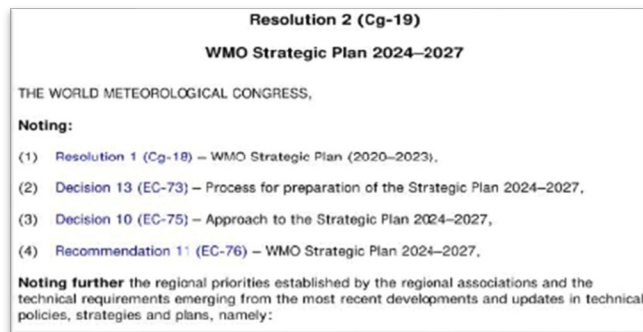 Resolution 2 (Cg-19)
WMO Strategic Plan 2024–2027
THE WORLD METEOROLOGICAL CONGRESS,
Noting:
(1) Resolution 1 (Cg-18) – WMO Strategic Plan (2020–2023),
(2) Decision 13 (EC-73) – Process for preparation of the Strategic Plan 2024–2027,
(3) Decision 10 (EC-75) – Approach to the Strategic Plan 2024–2027,
(4) Recommendation 11 (EC-76) – WMO Strategic Plan 2024–2027,
Noting further the regional priorities established by the regional associations and the
technical requirements emerging from the most recent developments and updates in technical
policies, strategies and plans, namely: